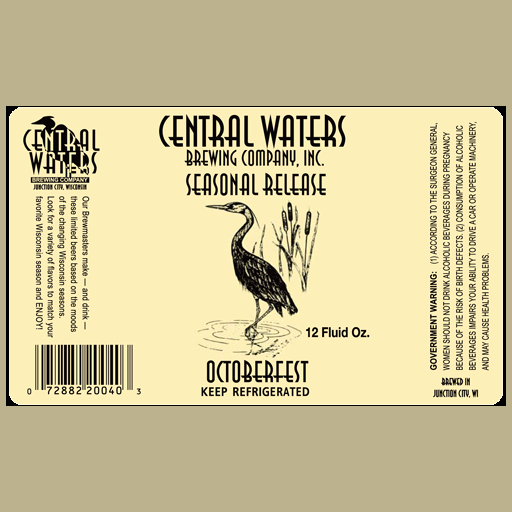 CENTRAL
WATERS
BREWING COMPANY
JUNCTION CITY, WISCONSIN
Our Brewmasters make — and drink —
these limited beers based on the moods
of the changing Wisconsin seasons.
Look for a variety of flavors to match your
favorite Wisconsin season and ENJOY!
0 72882 20040 3
CENTRAL WATERS
BREWING COMPANY, INC.
SEASONAL RELEASE
12 Fluid Oz.
OCTOBERFEST
KEEP REFRIGERATED
GOVERNMENT WARNING: (1) ACCORDING TO THE SURGEON GENERAL,
WOMEN SHOULD NOT DRINK ALCOHOLIC BEVERAGES DURING PREGNANCY
BECAUSE OF THE RISK OF BIRTH DEFECTS. (2) CONSUMPTION OF ALCOHOLIC
BEVERAGES IMPAIRS YOUR ABILITY TO DRIVE A CAR OR OPERATE MACHINERY,
AND MAY CAUSE HEALTH PROBLEMS.
BREWED IN
JUNCTION CITY, WI